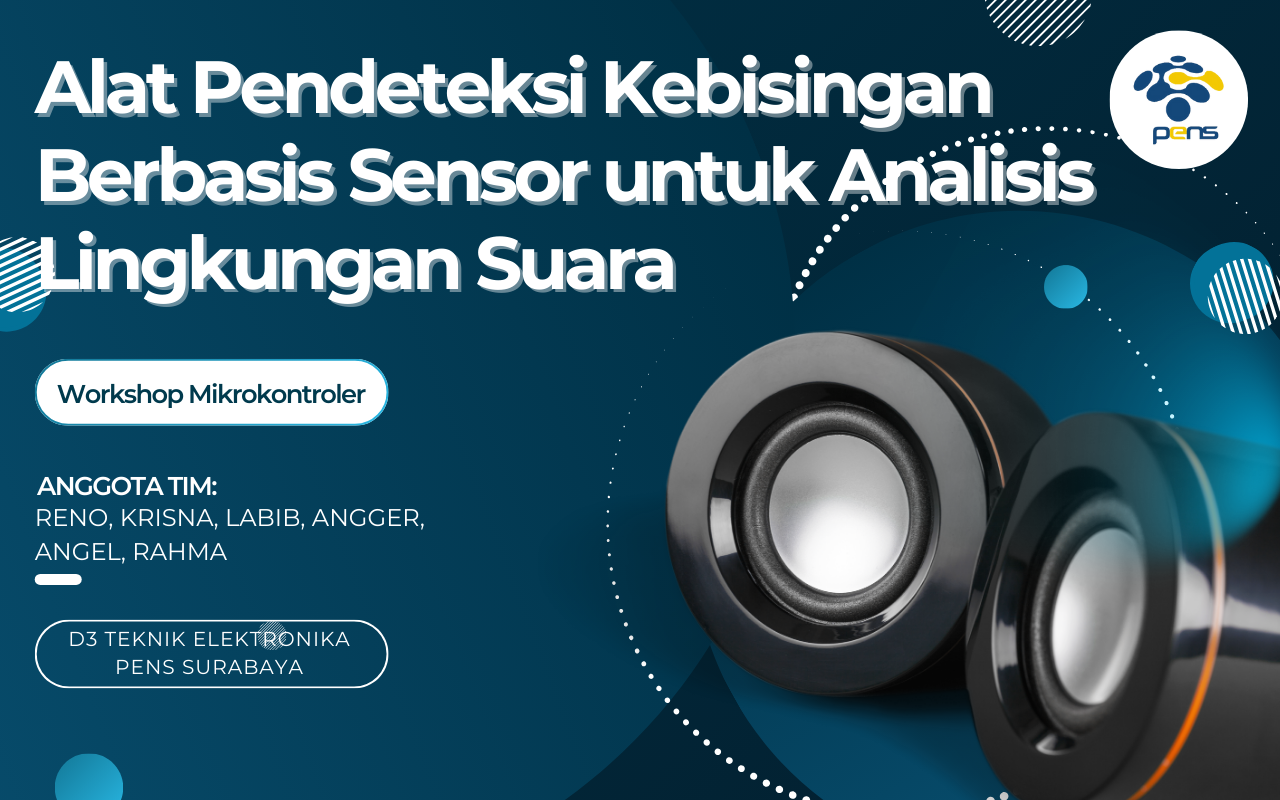 Alat Pendeteksi Kebisingan
Berbasis Sensor untuk Analisis
Lingkungan Suara
pens
Workshop Mikrokontroler
ANGGOTA TIM:
RENO, KRISNA, LABIB, ANGGER,
ANGEL, RAHMA
D3 TEKNIK ELEKTRONIKA
PENS SURABAYA